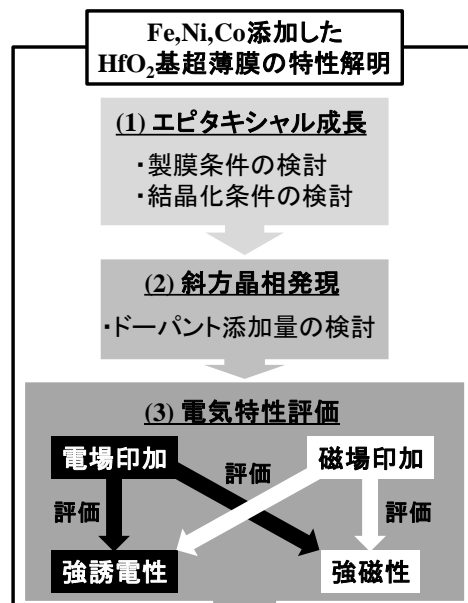 Fe,Ni,Co添加した
HfO₂基超薄膜の特性解明
(1) エピタキシャル成長
・製膜条件の検討
・結晶化条件の検討
(2) 斜方晶相発現
・ドーパント添加量の検討
(3) 電気特性評価
電場印加
評価
磁場印加
評価
評価
強誘電性
強磁性